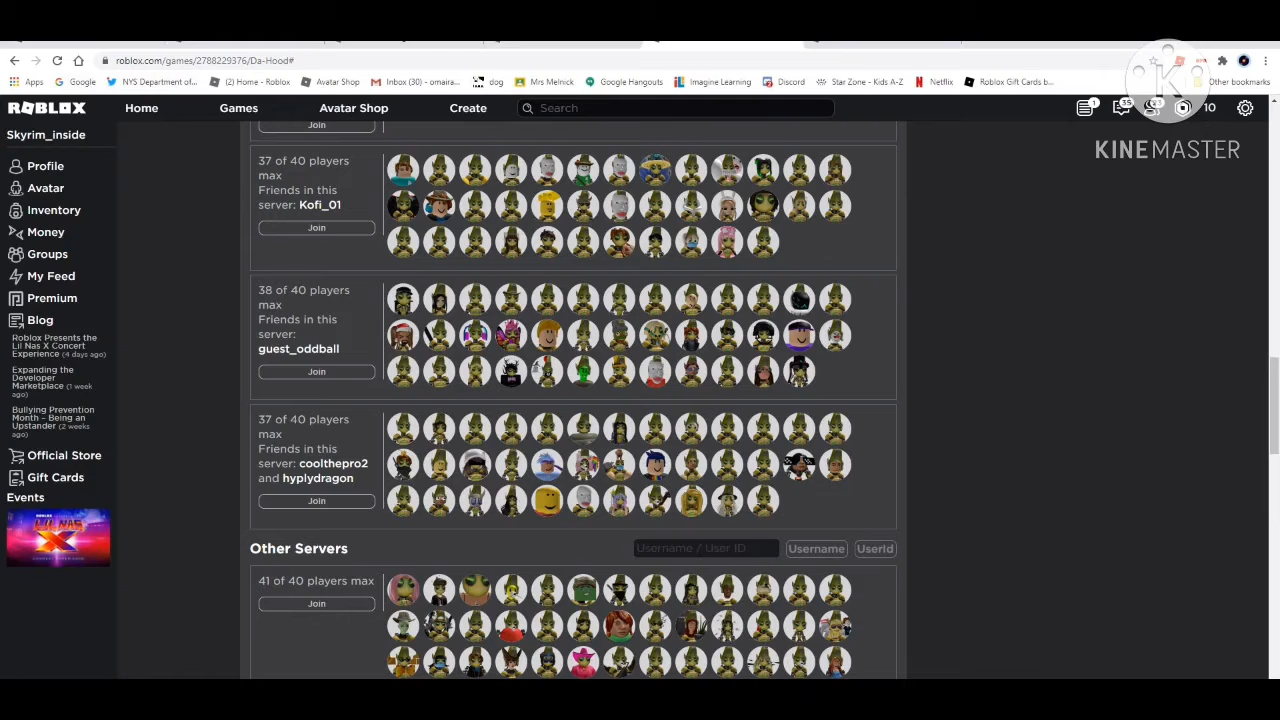 roblox.com/games/2788229376/Da-Hood#
Apps Google NYS Department of... (2) Home - Roblox Avatar Shop Inbox (30) - omaira... dog Mrs Melnick Google Hangouts Imagine Learning Discord Star Zone - Kids A-Z Netflix Roblox Gift Cards b... Other bookmarks
ROBLOX Home Games Avatar Shop Create Search 1 35 23 10
KINEMASTER
Skyrim_inside
Profile
Avatar
Inventory
Money
Groups
My Feed
Premium
Blog
Roblox Presents the
Lil Nas X Concert
Experience (4 days ago)
Expanding the
Developer
Marketplace (1 week
ago)
Bullying Prevention
Month – Being an
Upstander (2 weeks
ago)
Official Store
Gift Cards
Events
ROBLOX
LIL NAS X
Join
37 of 40 players
max
Friends in this
server: Kofi_01
Join
38 of 40 players
max
Friends in this
server:
guest_oddball
Join
37 of 40 players
max
Friends in this
server: coolthepro2
and hyplydragon
Join
Other Servers Username / User ID Username UserId
41 of 40 players max
Join